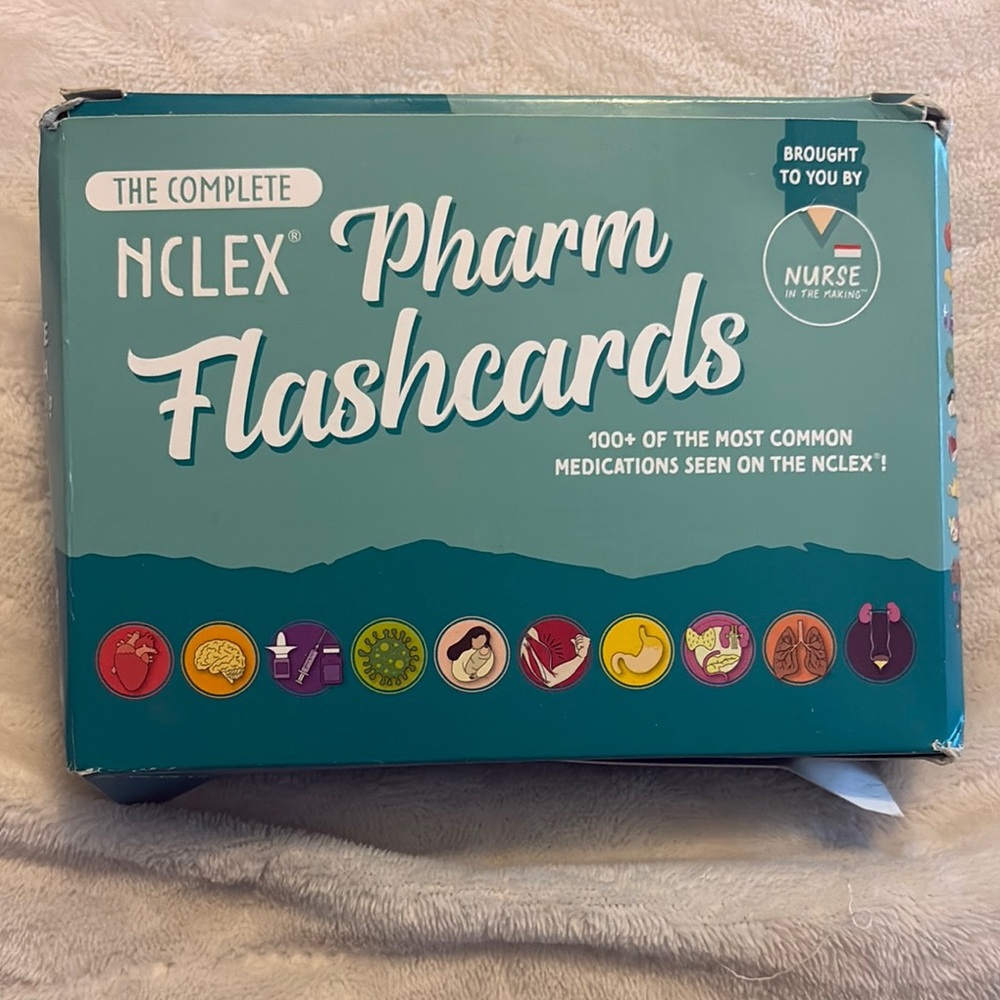 THE COMPLETE
NCLEX® Pharm
Flashcards
BROUGHT
TO YOU BY
NURSE
IN THE MAKING™
100+ OF THE MOST COMMON
MEDICATIONS SEEN ON THE NCLEX®!